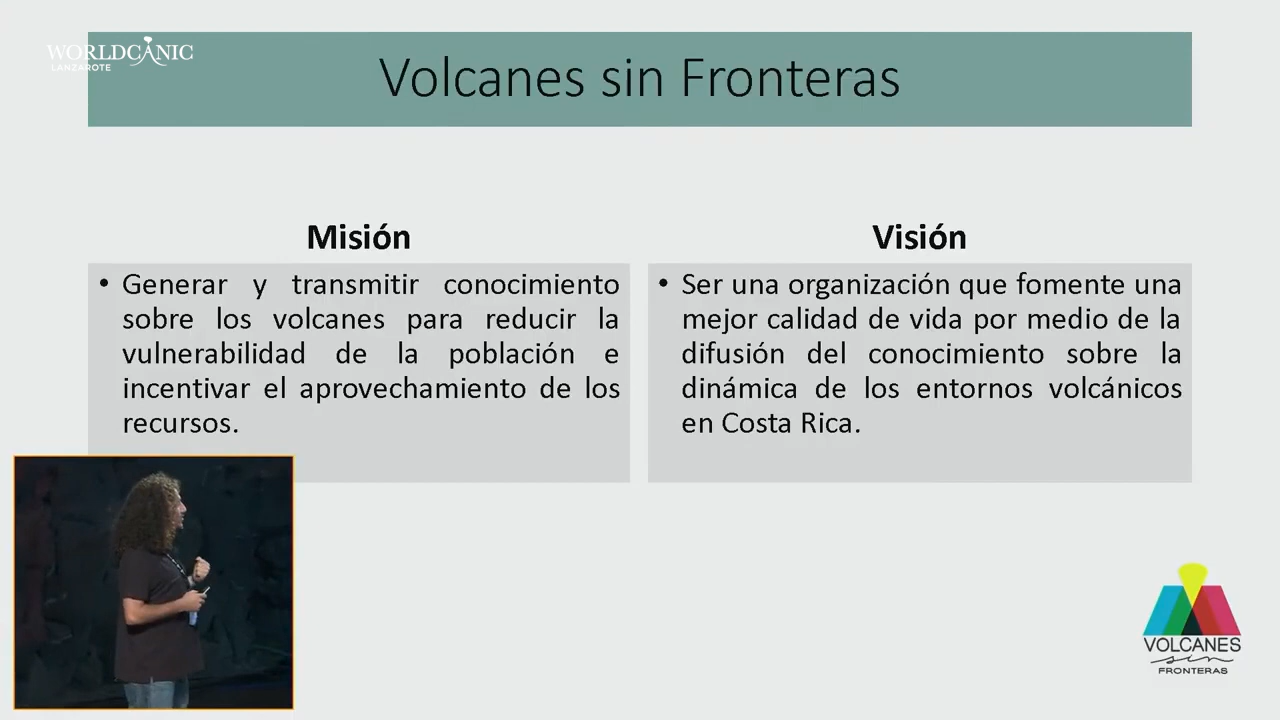 WORLDCANIC
LANZAROTE
Volcanes sin Fronteras
Misión
• Generar y transmitir conocimiento
sobre los volcanes para reducir la
vulnerabilidad de la población e
incentivar el aprovechamiento de los
recursos.
Visión
• Ser una organización que fomente una
mejor calidad de vida por medio de la
difusión del conocimiento sobre la
dinámica de los entornos volcánicos
en Costa Rica.
VOLCANES
sin
FRONTERAS